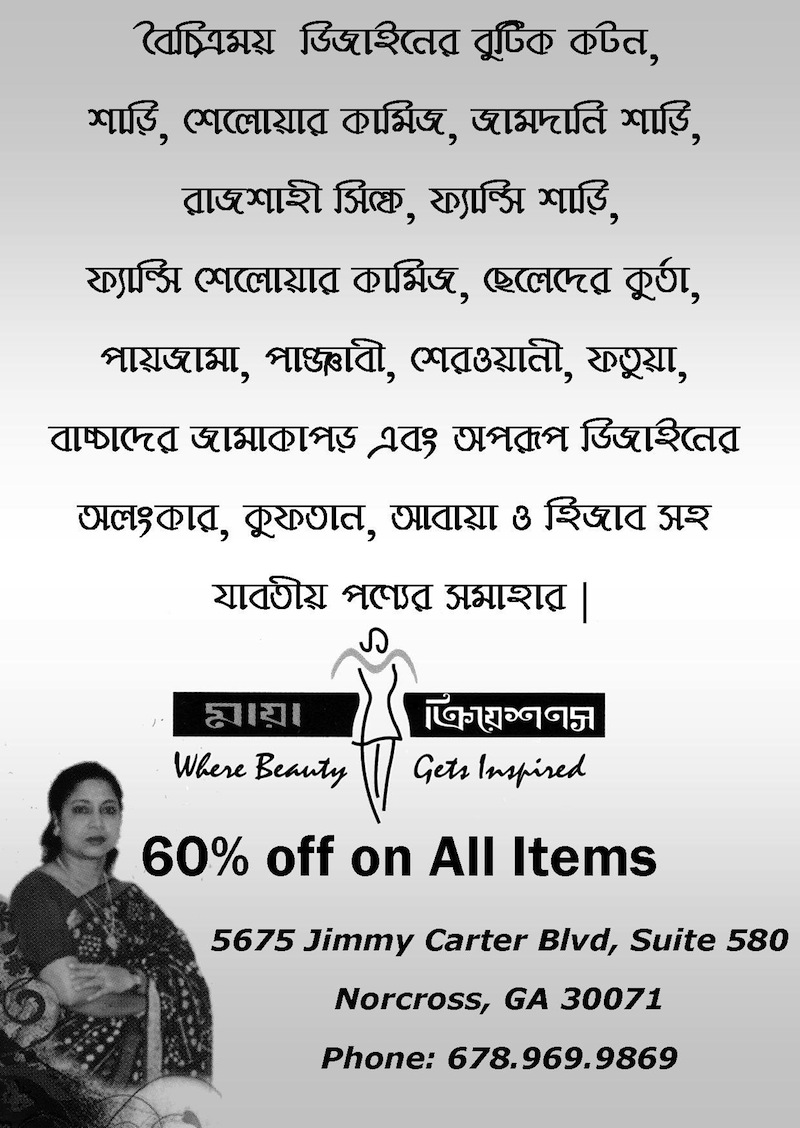 বৈচিত্রময় ডিজাইনের বুটিক কটন,
শাড়ি, শেলোয়ার কামিজ, জামদানি শাড়ি,
রাজশাহী সিল্ক, ফ্যান্সি শাড়ি,
ফ্যান্সি শেলোয়ার কামিজ, ছেলেদের কুর্তা,
পায়জামা, পাঞ্জাবী, শেরওয়ানী, ফতুয়া,
বাচ্চাদের জামাকাপড় এবং অপরূপ ডিজাইনের
অলংকার, কুফতান, আবায়া ও হিজাব সহ
যাবতীয় পণ্যের সমাহার |
মায়া ক্রিয়েশণস
Where Beauty Gets Inspired
60% off on All Items
5675 Jimmy Carter Blvd, Suite 580
Norcross, GA 30071
Phone: 678.969.9869